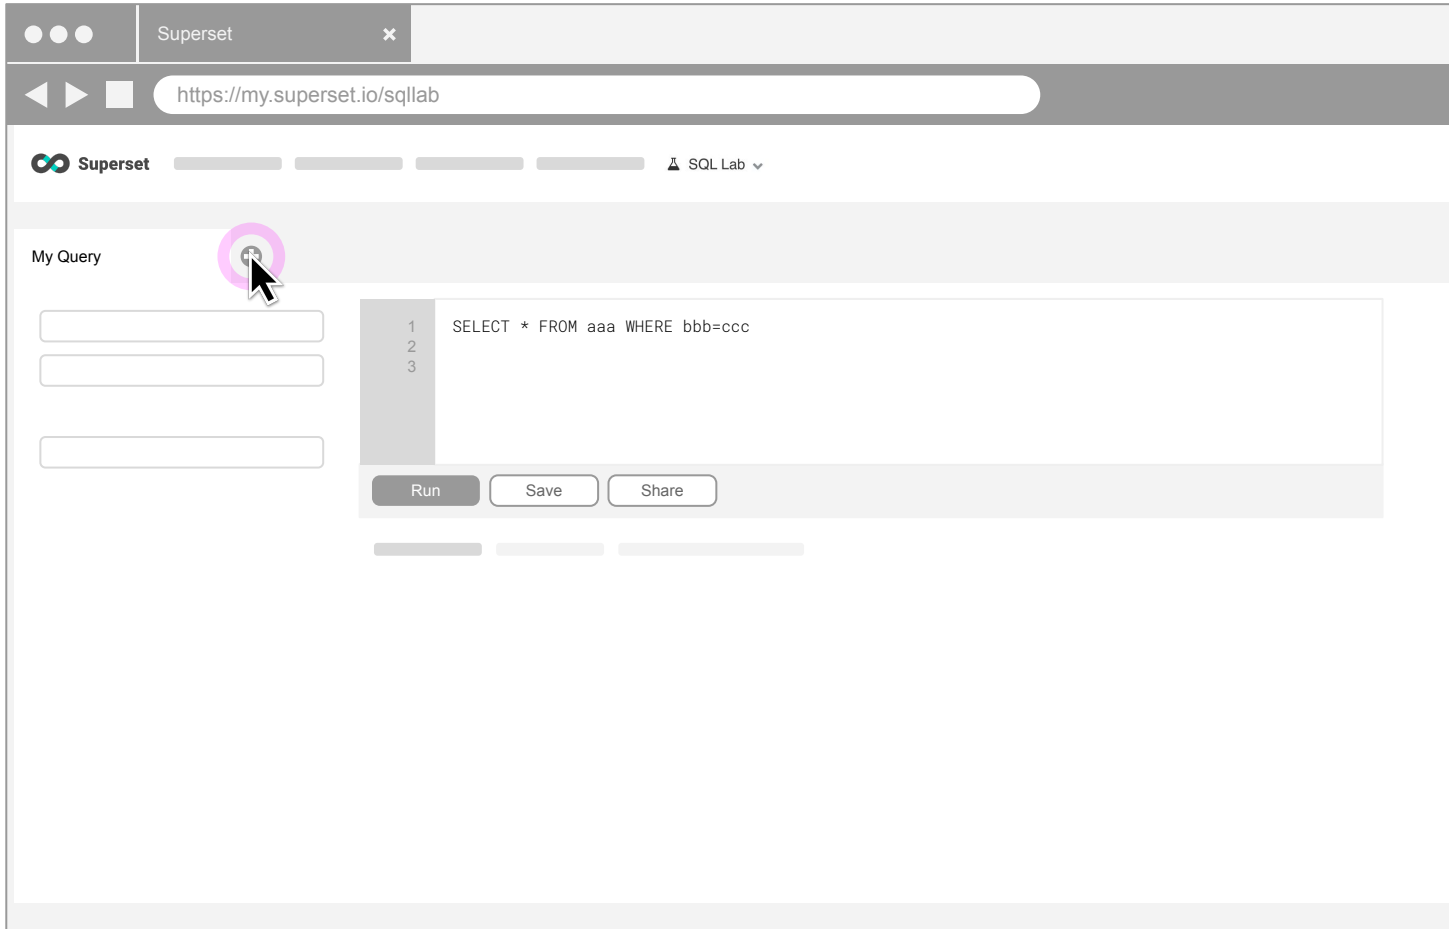 Superset
https://my.superset.io/sqllab
Superset
SQL Lab
My Query
1 SELECT * FROM aaa WHERE bbb=ccc
2
3
Run Save Share